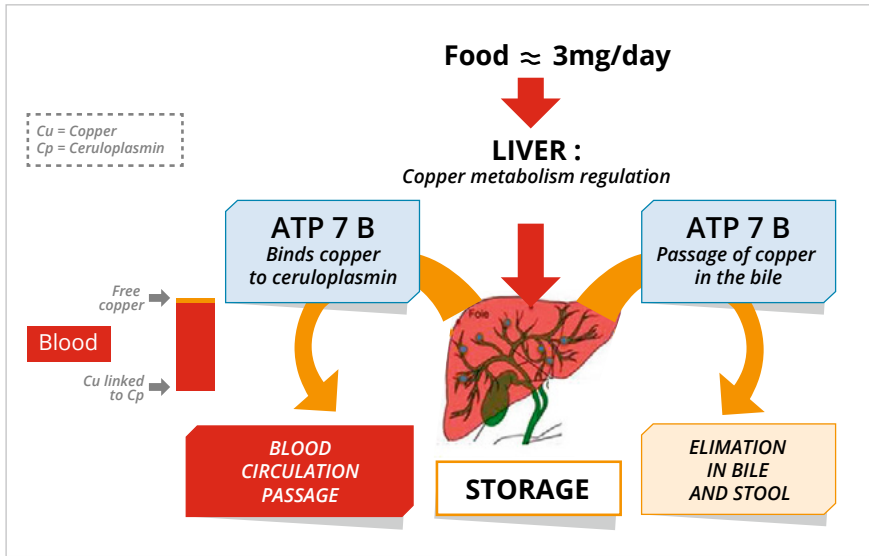 Food ≈ 3mg/day
Cu = Copper
Cp = Ceruloplasmin
LIVER :
Copper metabolism regulation
ATP 7 B
Binds copper
to ceruloplasmin
ATP 7 B
Passage of copper
in the bile
Free
copper
Blood
Cu linked
to Cp
Foie
BLOOD
CIRCULATION
PASSAGE
STORAGE
ELIMATION
IN BILE
AND STOOL